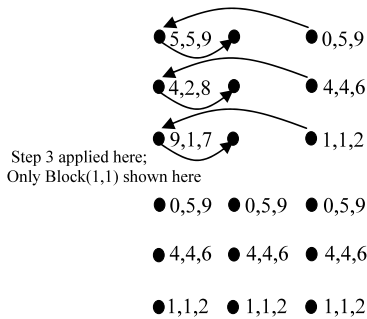 5,5,9 0,5,9
4,2,8 4,4,6
9,1,7 1,1,2
Step 3 applied here;
Only Block(1,1) shown here
0,5,9 0,5,9 0,5,9
4,4,6 4,4,6 4,4,6
1,1,2 1,1,2 1,1,2